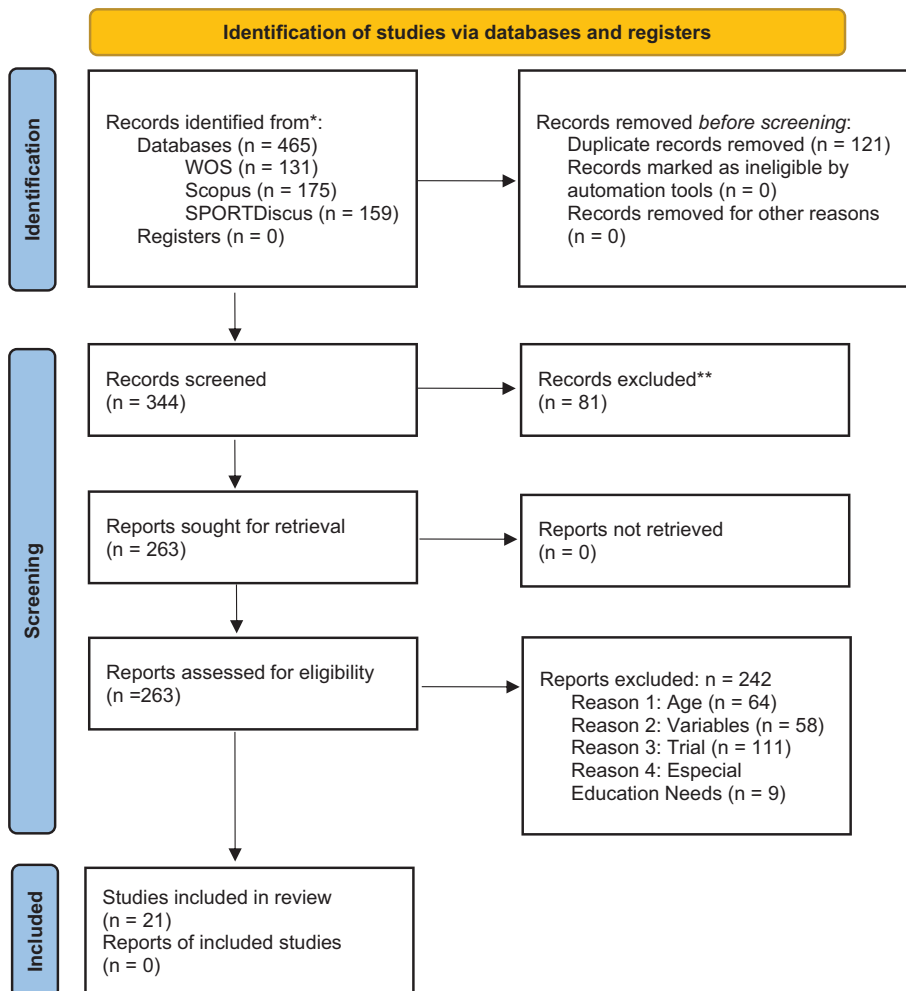 Identification of studies via databases and registers
Identification
Records identified from*:
Databases (n = 465)
WOS (n = 131)
Scopus (n = 175)
SPORTDiscus (n = 159)
Registers (n = 0)
Records removed before screening:
Duplicate records removed (n = 121)
Records marked as ineligible by
automation tools (n = 0)
Records removed for other reasons
(n = 0)
Screening
Records screened
(n = 344)
Records excluded**
(n = 81)
Reports sought for retrieval
(n = 263)
Reports not retrieved
(n = 0)
Reports assessed for eligibility
(n =263)
Reports excluded: n = 242
Reason 1: Age (n = 64)
Reason 2: Variables (n = 58)
Reason 3: Trial (n = 111)
Reason 4: Especial
Education Needs (n = 9)
Included
Studies included in review
(n = 21)
Reports of included studies
(n = 0)